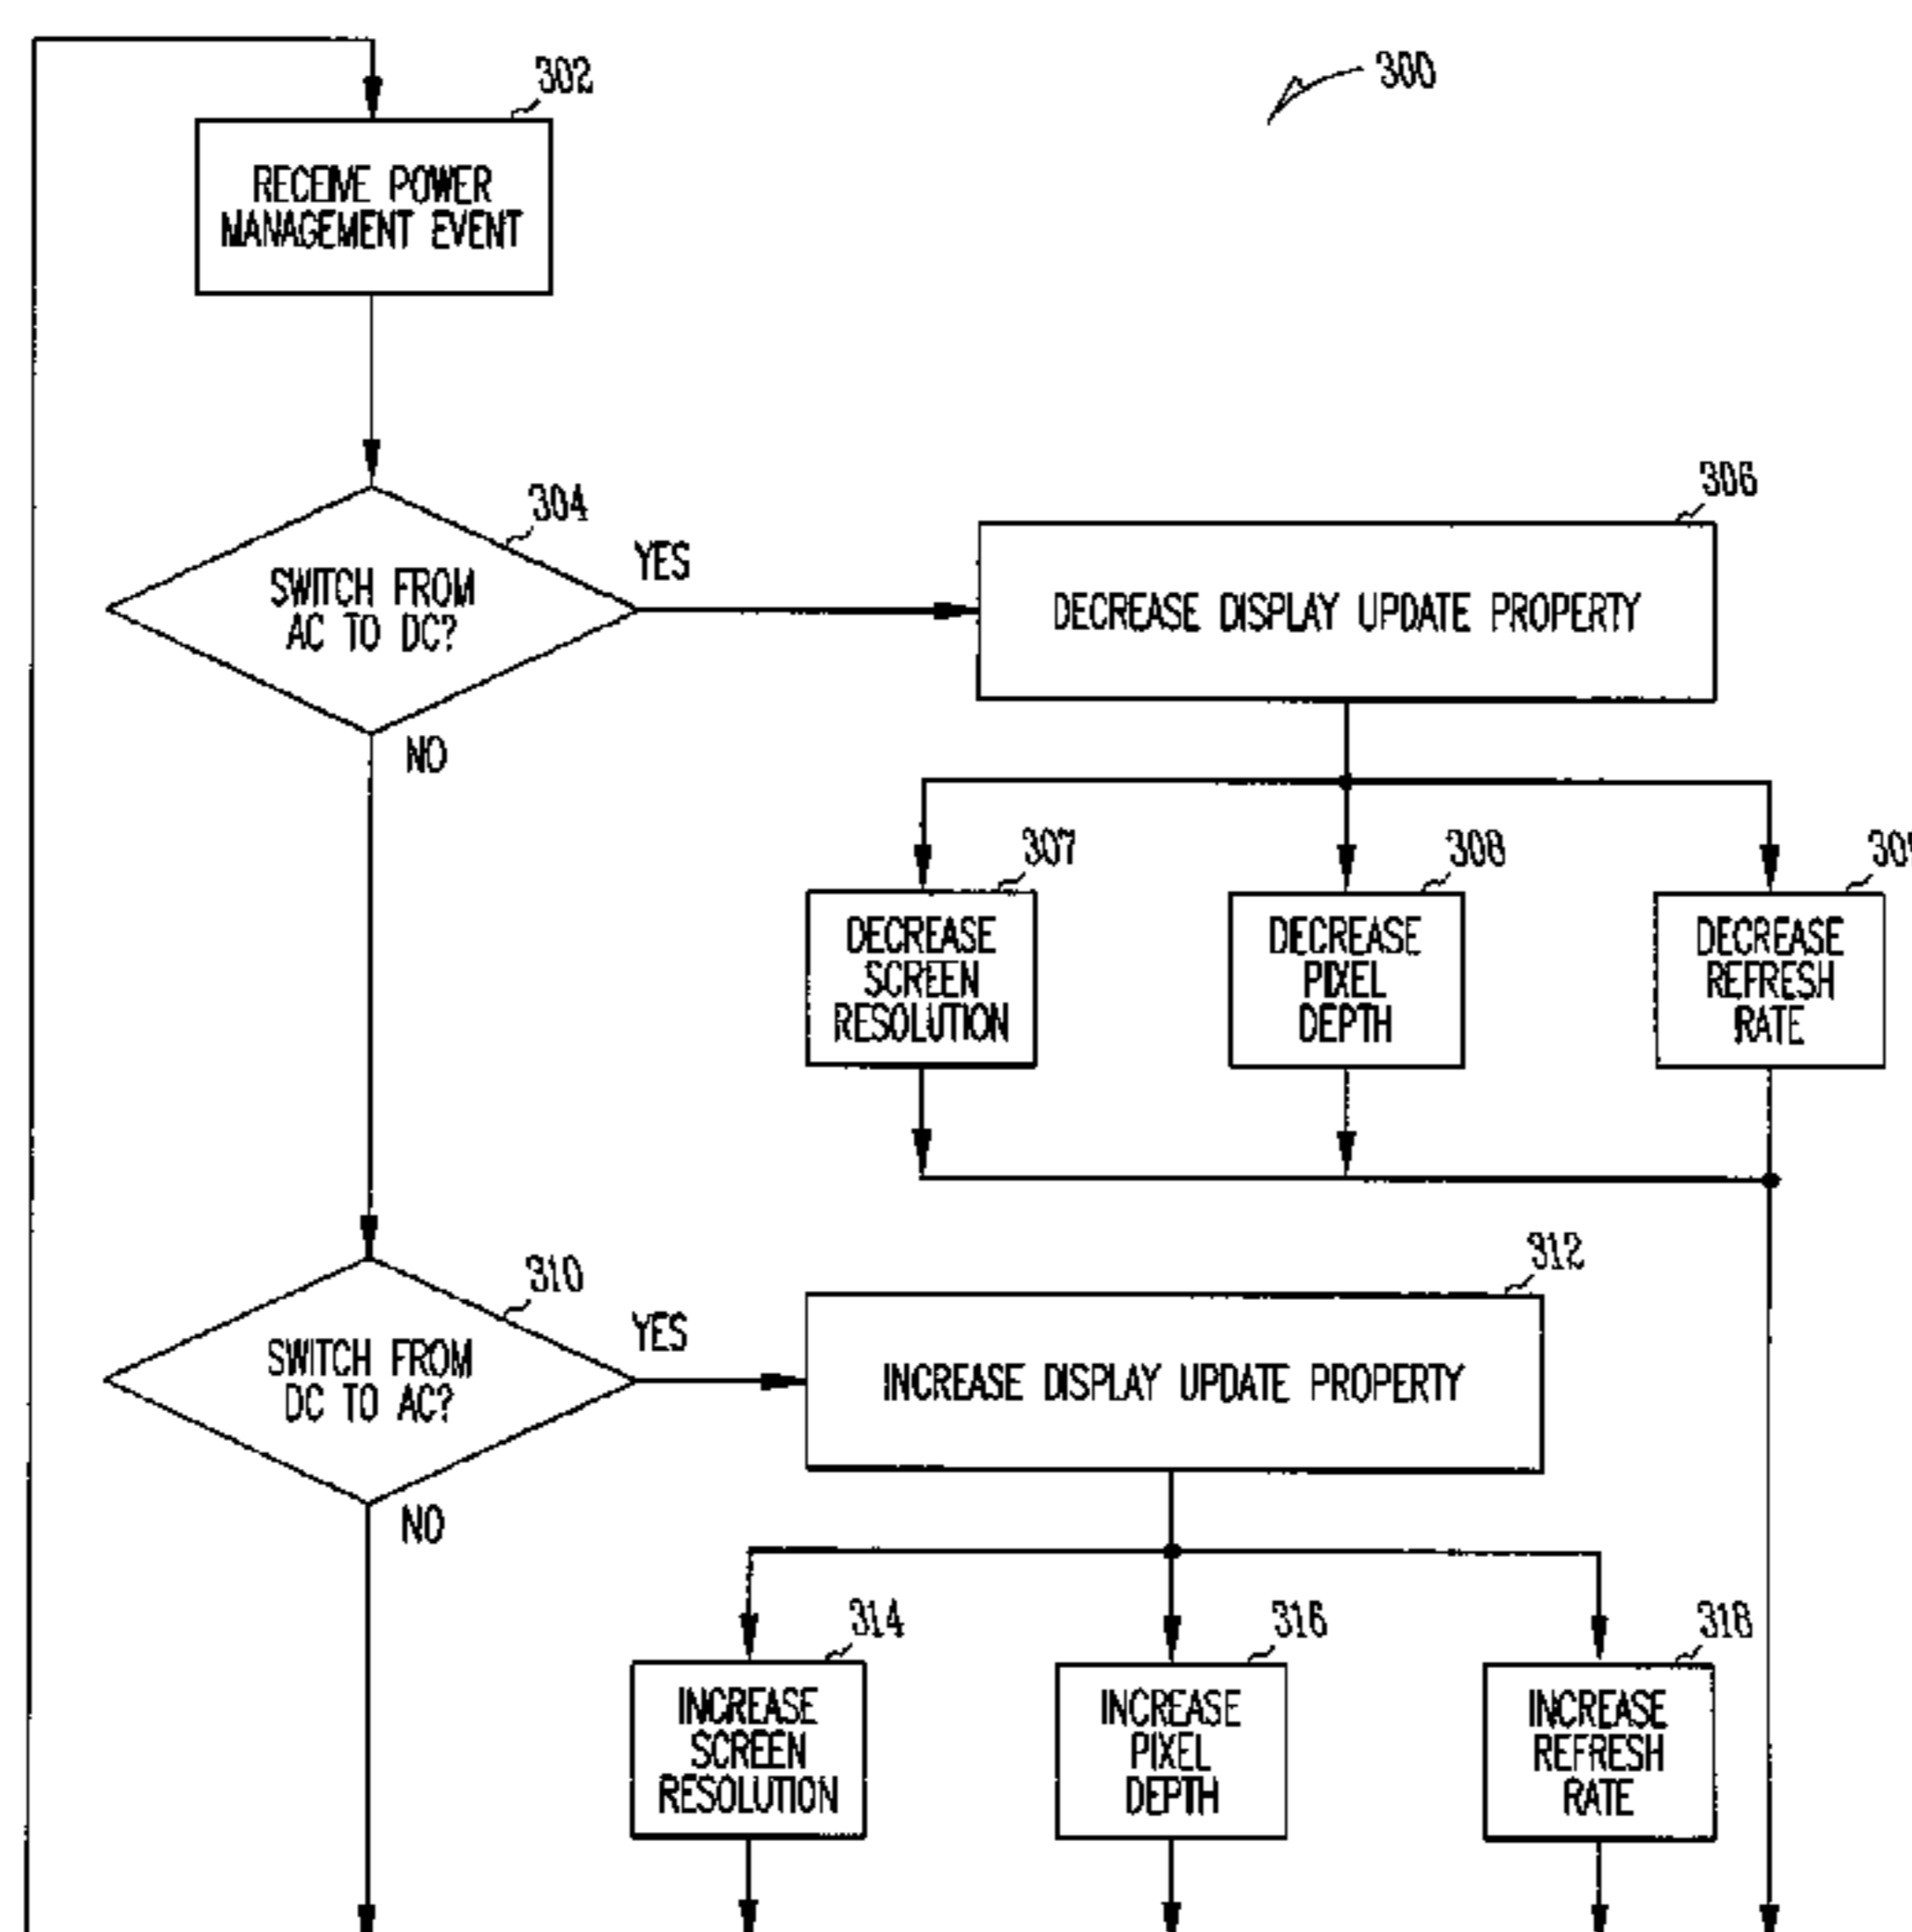 300
302
RECEIVE POWER
MANAGEMENT EVENT
304
SWITCH FROM
AC TO DC?
YES
NO
306
DECREASE DISPLAY UPDATE PROPERTY
307
DECREASE
SCREEN
RESOLUTION
308
DECREASE
PIXEL
DEPTH
DECREASE
REFRESH
RATE
310
SWITCH FROM
DC TO AC?
YES
NO
312
INCREASE DISPLAY UPDATE PROPERTY
314
INCREASE
SCREEN
RESOLUTION
316
INCREASE
PIXEL
DEPTH
318
INCREASE
REFRESH
RATE